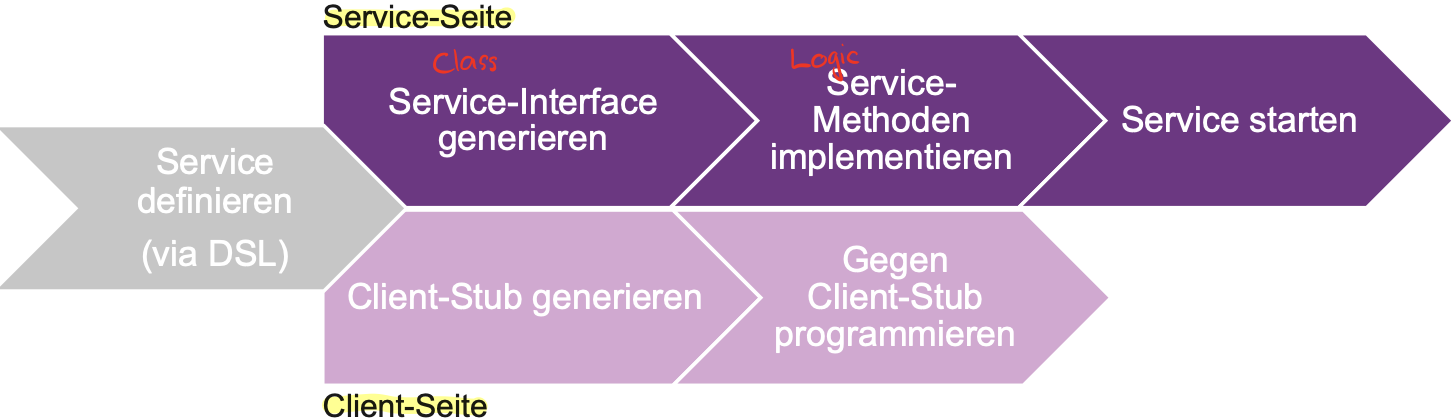 Service-Seite
Class
Service-Interface
generieren
Logic
Service-
Methoden
implementieren
Service starten
Service
definieren
(via DSL)
Client-Stub generieren
Gegen
Client-Stub
programmieren
Client-Seite